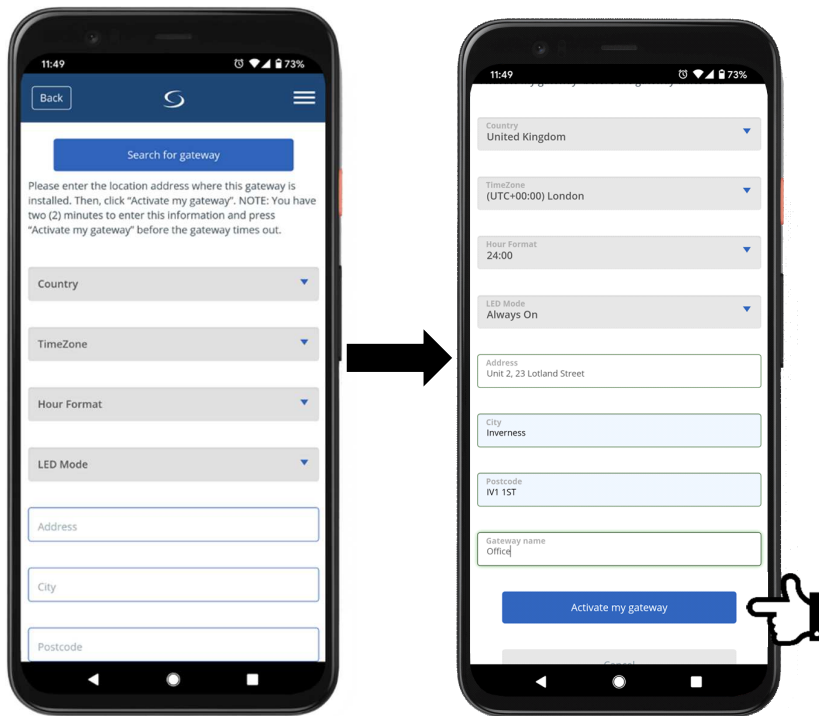 11:49
73%
Back
Search for gateway
Please enter the location address where this gateway is
installed. Then, click “Activate my gateway”. NOTE: You have
two (2) minutes to enter this information and press
“Activate my gateway” before the gateway times out.
Country
TimeZone
Hour Format
LED Mode
Address
City
Postcode
11:49
73%
Country
United Kingdom
TimeZone
(UTC+00:00) London
Hour Format
24:00
LED Mode
Always On
Address
Unit 2, 23 Lotland Street
City
Inverness
Postcode
IV1 1ST
Gateway name
Office
Activate my gateway
Cancel